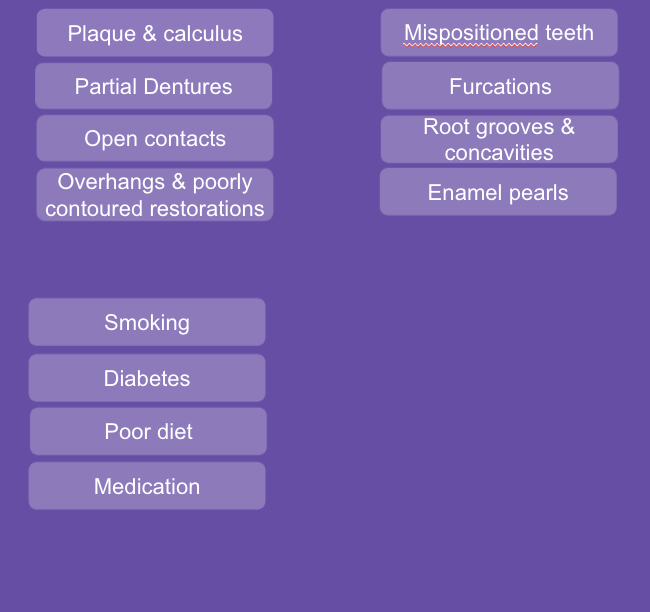 Plaque & calculus
Partial Dentures
Open contacts
Overhangs & poorly
contoured restorations
Mispositioned teeth
Furcations
Root grooves &
concavities
Enamel pearls
Smoking
Diabetes
Poor diet
Medication